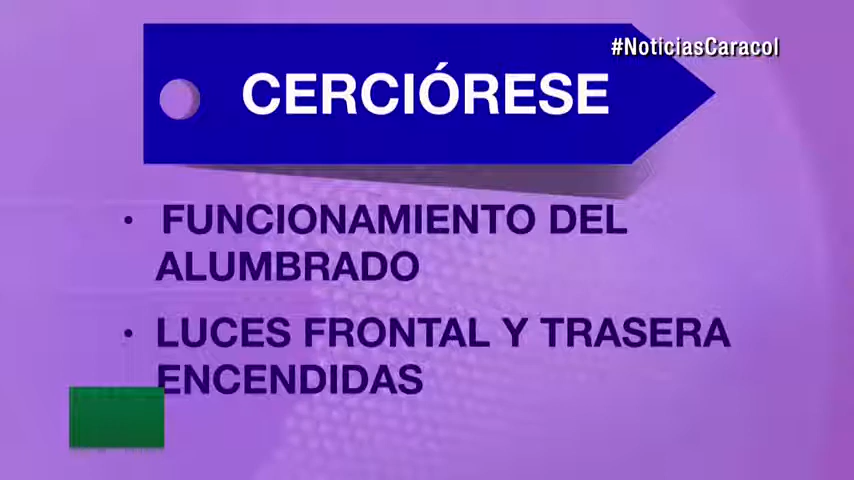 #NoticiasCaracol
CERCIÓRESE
• FUNCIONAMIENTO DEL
ALUMBRADO
• LUCES FRONTAL Y TRASERA
ENCENDIDAS